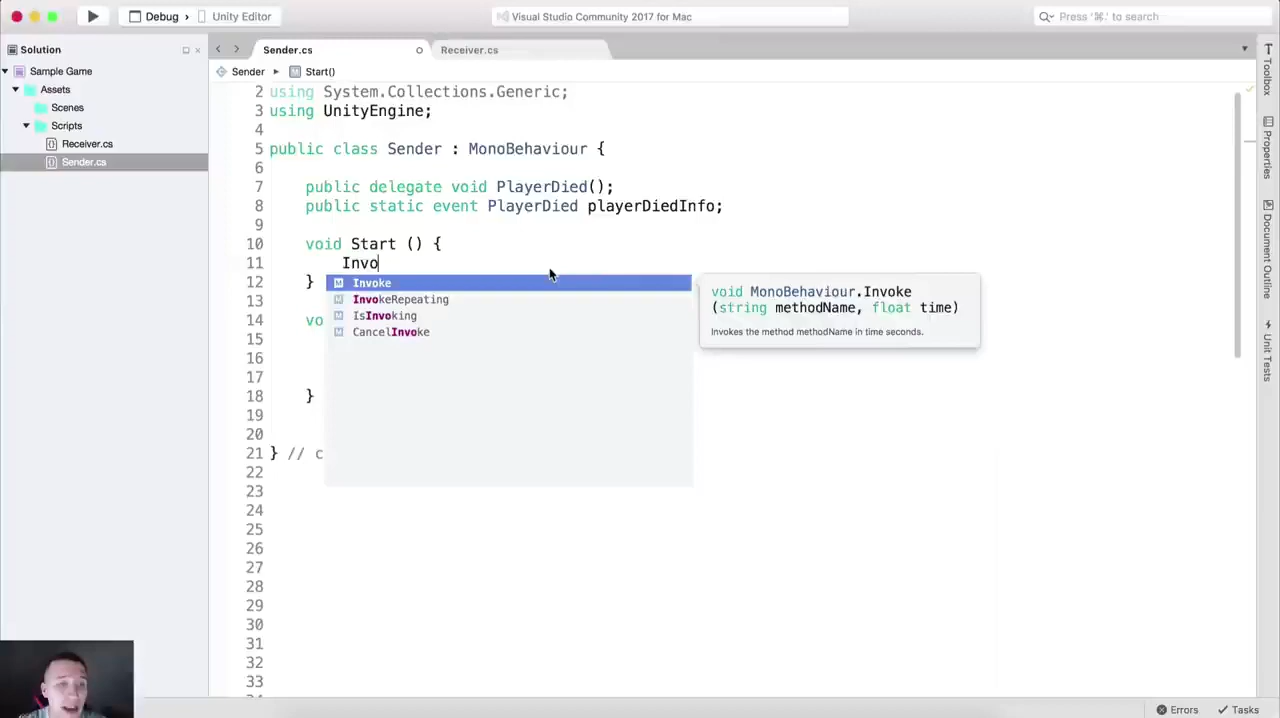 Debug
Unity Editor
Visual Studio Community 2017 for Mac
Press '⌘.' to search
Solution
Sample Game
Assets
Scenes
Scripts
Receiver.cs
Sender.cs
Sender.cs
Receiver.cs
Sender
Start()
2 using System.Collections.Generic;
3 using UnityEngine;
4
5 public class Sender : MonoBehaviour {
6
7 public delegate void PlayerDied();
8 public static event PlayerDied playerDiedInfo;
9
10 void Start () {
11 Invo
12 }
13
14 vo
15
16
17
18 }
19
20
21 } // c
22
23
24
25
26
27
28
29
30
31
32
33
Invoke
InvokeRepeating
IsInvoking
CancelInvoke
void MonoBehaviour.Invoke
(string methodName, float time)
Invokes the method methodName in time seconds.
Toolbox
Properties
Document Outline
Unit Tests
Errors
Tasks